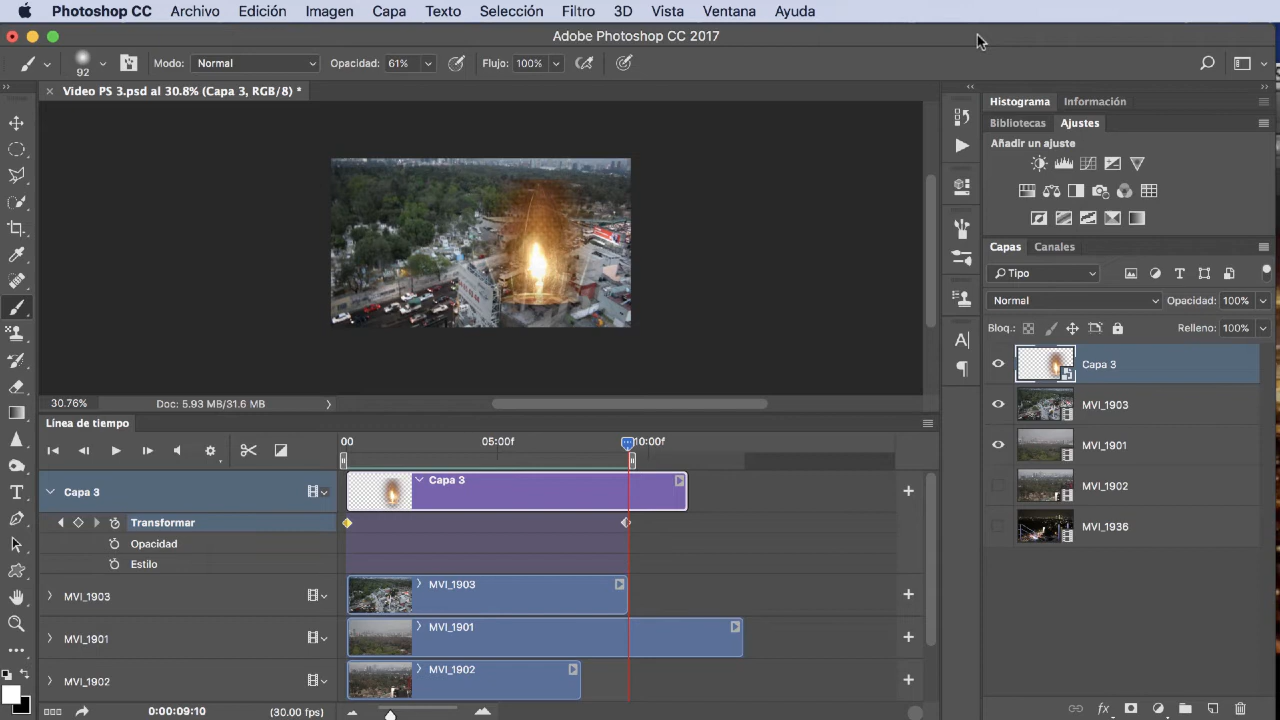 Photoshop CC Archivo Edición Imagen Capa Texto Selección Filtro 3D Vista Ventana Ayuda
Adobe Photoshop CC 2017
92 Modo: Normal Opacidad: 61% Flujo: 100%
Video PS 3.psd al 30.8% (Capa 3, RGB/8) *
Histograma Información
Bibliotecas Ajustes
Añadir un ajuste
Capas Canales
Tipo
Normal Opacidad: 100%
Bloq.: Relleno: 100%
Capa 3
MVI_1903
MVI_1901
MVI_1902
MVI_1936
30.76% Doc: 5.93 MB/31.6 MB
Línea de tiempo
00 05:00f 10:00f
Capa 3 Capa 3
Transformar
Opacidad
Estilo
MVI_1903 MVI_1903
MVI_1901 MVI_1901
MVI_1902 MVI_1902
0:00:09:10 (30.00 fps)